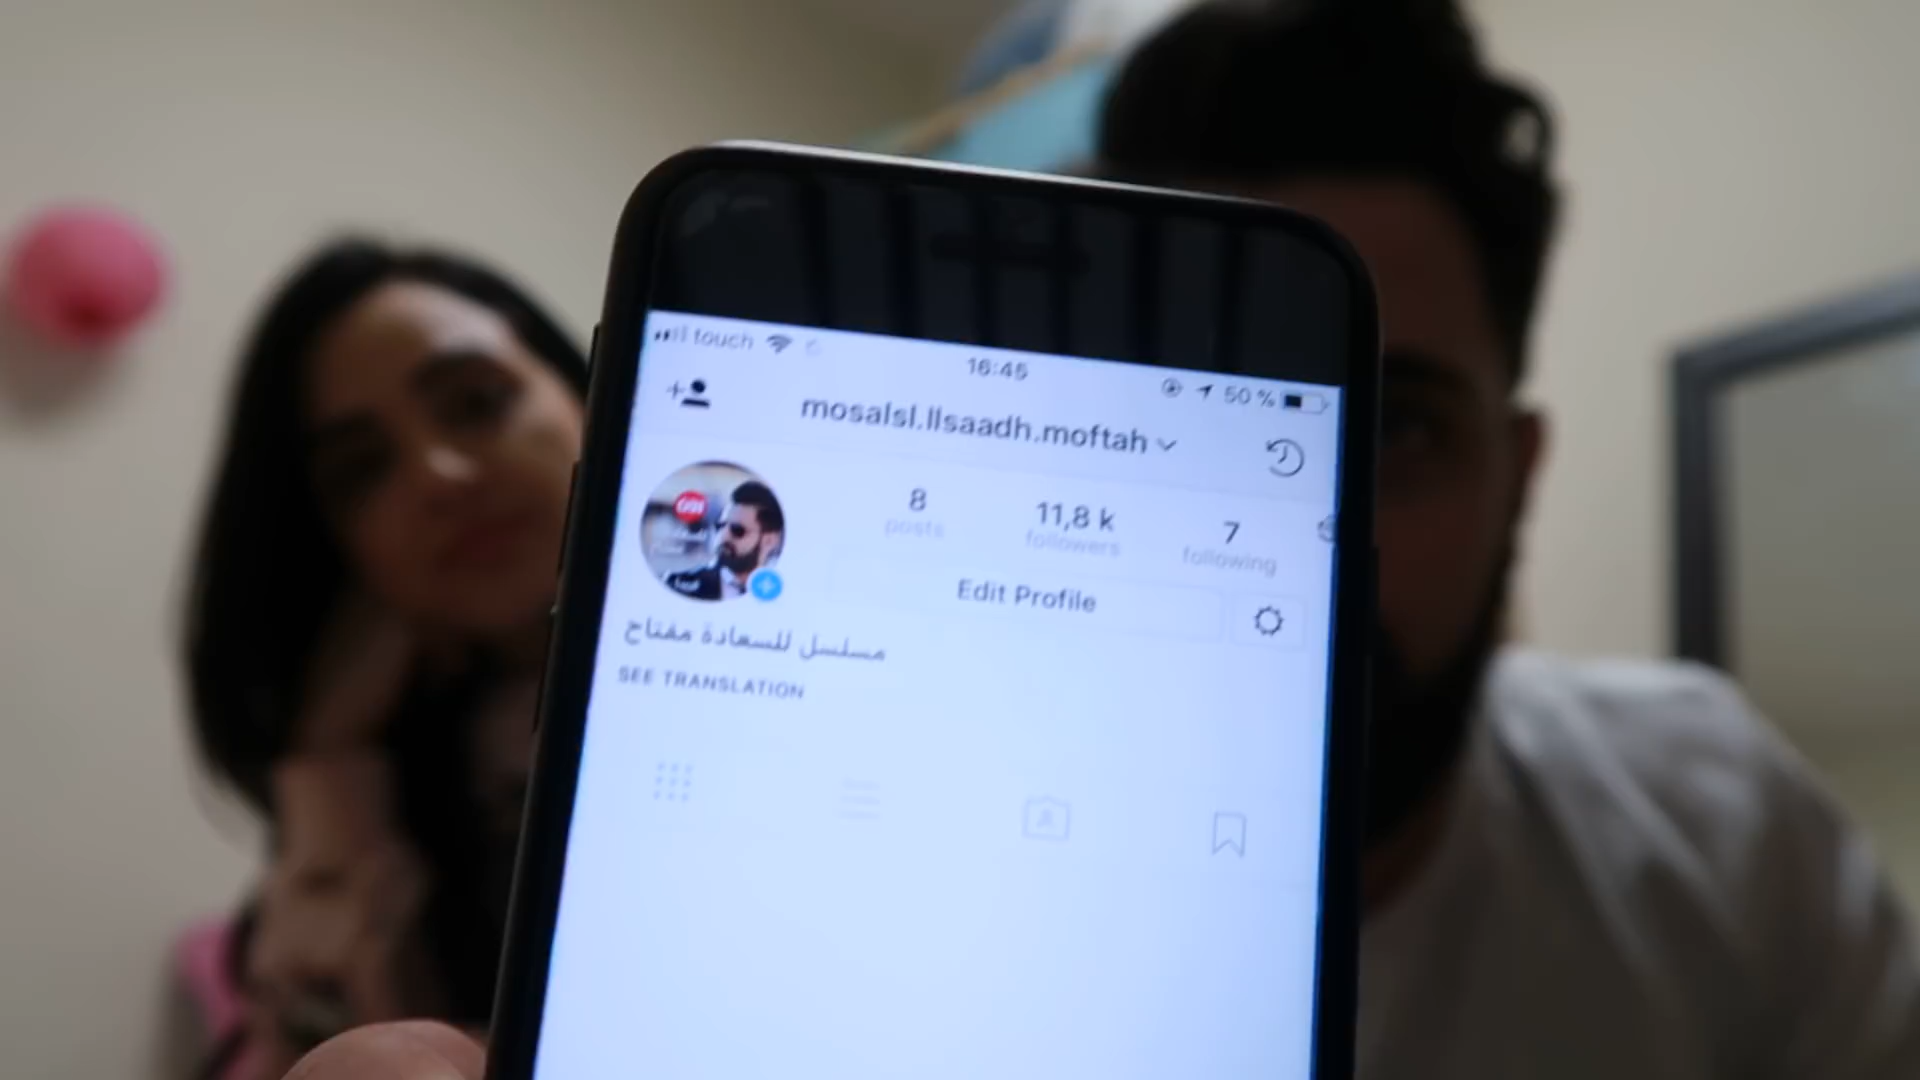 touch
16:45
50 %
mosalsl.llsaadh.moftah
8
posts
11,8 k
followers
7
following
Edit Profile
مسلسل للسعادة مفتاح
SEE TRANSLATION